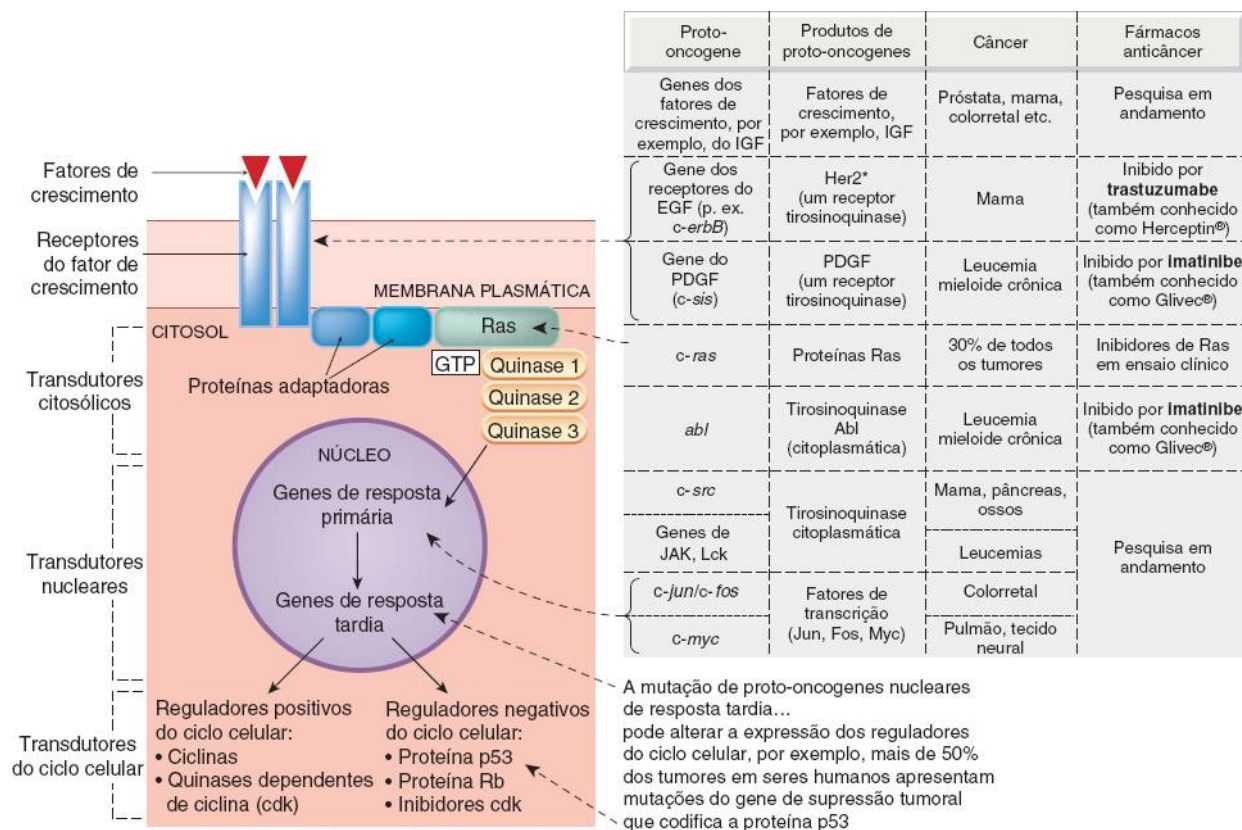 Fatores de
crescimento
Receptores
do fator de
crescimento
MEMBRANA PLASMÁTICA
CITOSOL
Ras
GTP
Quinase 1
Proteínas adaptadoras
Quinase 2
Quinase 3
Transdutores
citosólicos
NÚCLEO
Genes de resposta
primária
Transdutores
nucleares
Genes de resposta
tardia
Transdutores
do ciclo celular
Reguladores positivos
do ciclo celular:
• Ciclinas
• Quinases dependentes
de ciclina (cdk)
Reguladores negativos
do ciclo celular:
• Proteína p53
• Proteína Rb
• Inibidores cdk
Proto-
oncogene
Produtos de
proto-oncogenes
Câncer
Fármacos
anticâncer
Genes dos
fatores de
crescimento, por
exemplo, do IGF
Fatores de
crescimento,
por exemplo, IGF
Próstata, mama,
colorretal etc.
Pesquisa em
andamento
Gene dos
receptores do
EGF (p. ex.
c-erbB)
Her2*
(um receptor
tirosinoquinase)
Mama
Inibido por
trastuzumabe
(também conhecido
como Herceptin®)
Gene do
PDGF
(c-sis)
PDGF
(um receptor
tirosinoquinase)
Leucemia
mieloide crônica
Inibido por imatinibe
(também conhecido
como Glivec®)
c-ras
Proteínas Ras
30% de todos
os tumores
Inibidores de Ras
em ensaio clínico
abl
Tirosinoquinase
Abl
(citoplasmática)
Leucemia
mieloide crônica
Inibido por imatinibe
(também conhecido
como Glivec®)
c-src
Tirosinoquinase
citoplasmática
Mama, pâncreas,
ossos
Genes de
JAK, Lck
Leucemias
Pesquisa em
andamento
c-jun/c-fos
Fatores de
transcrição
(Jun, Fos, Myc)
Colorretal
c-myc
Pulmão, tecido
neural
A mutação de proto-oncogenes nucleares
de resposta tardia...
pode alterar a expressão dos reguladores
do ciclo celular, por exemplo, mais de 50%
dos tumores em seres humanos apresentam
mutações do gene de supressão tumoral
que codifica a proteína p53